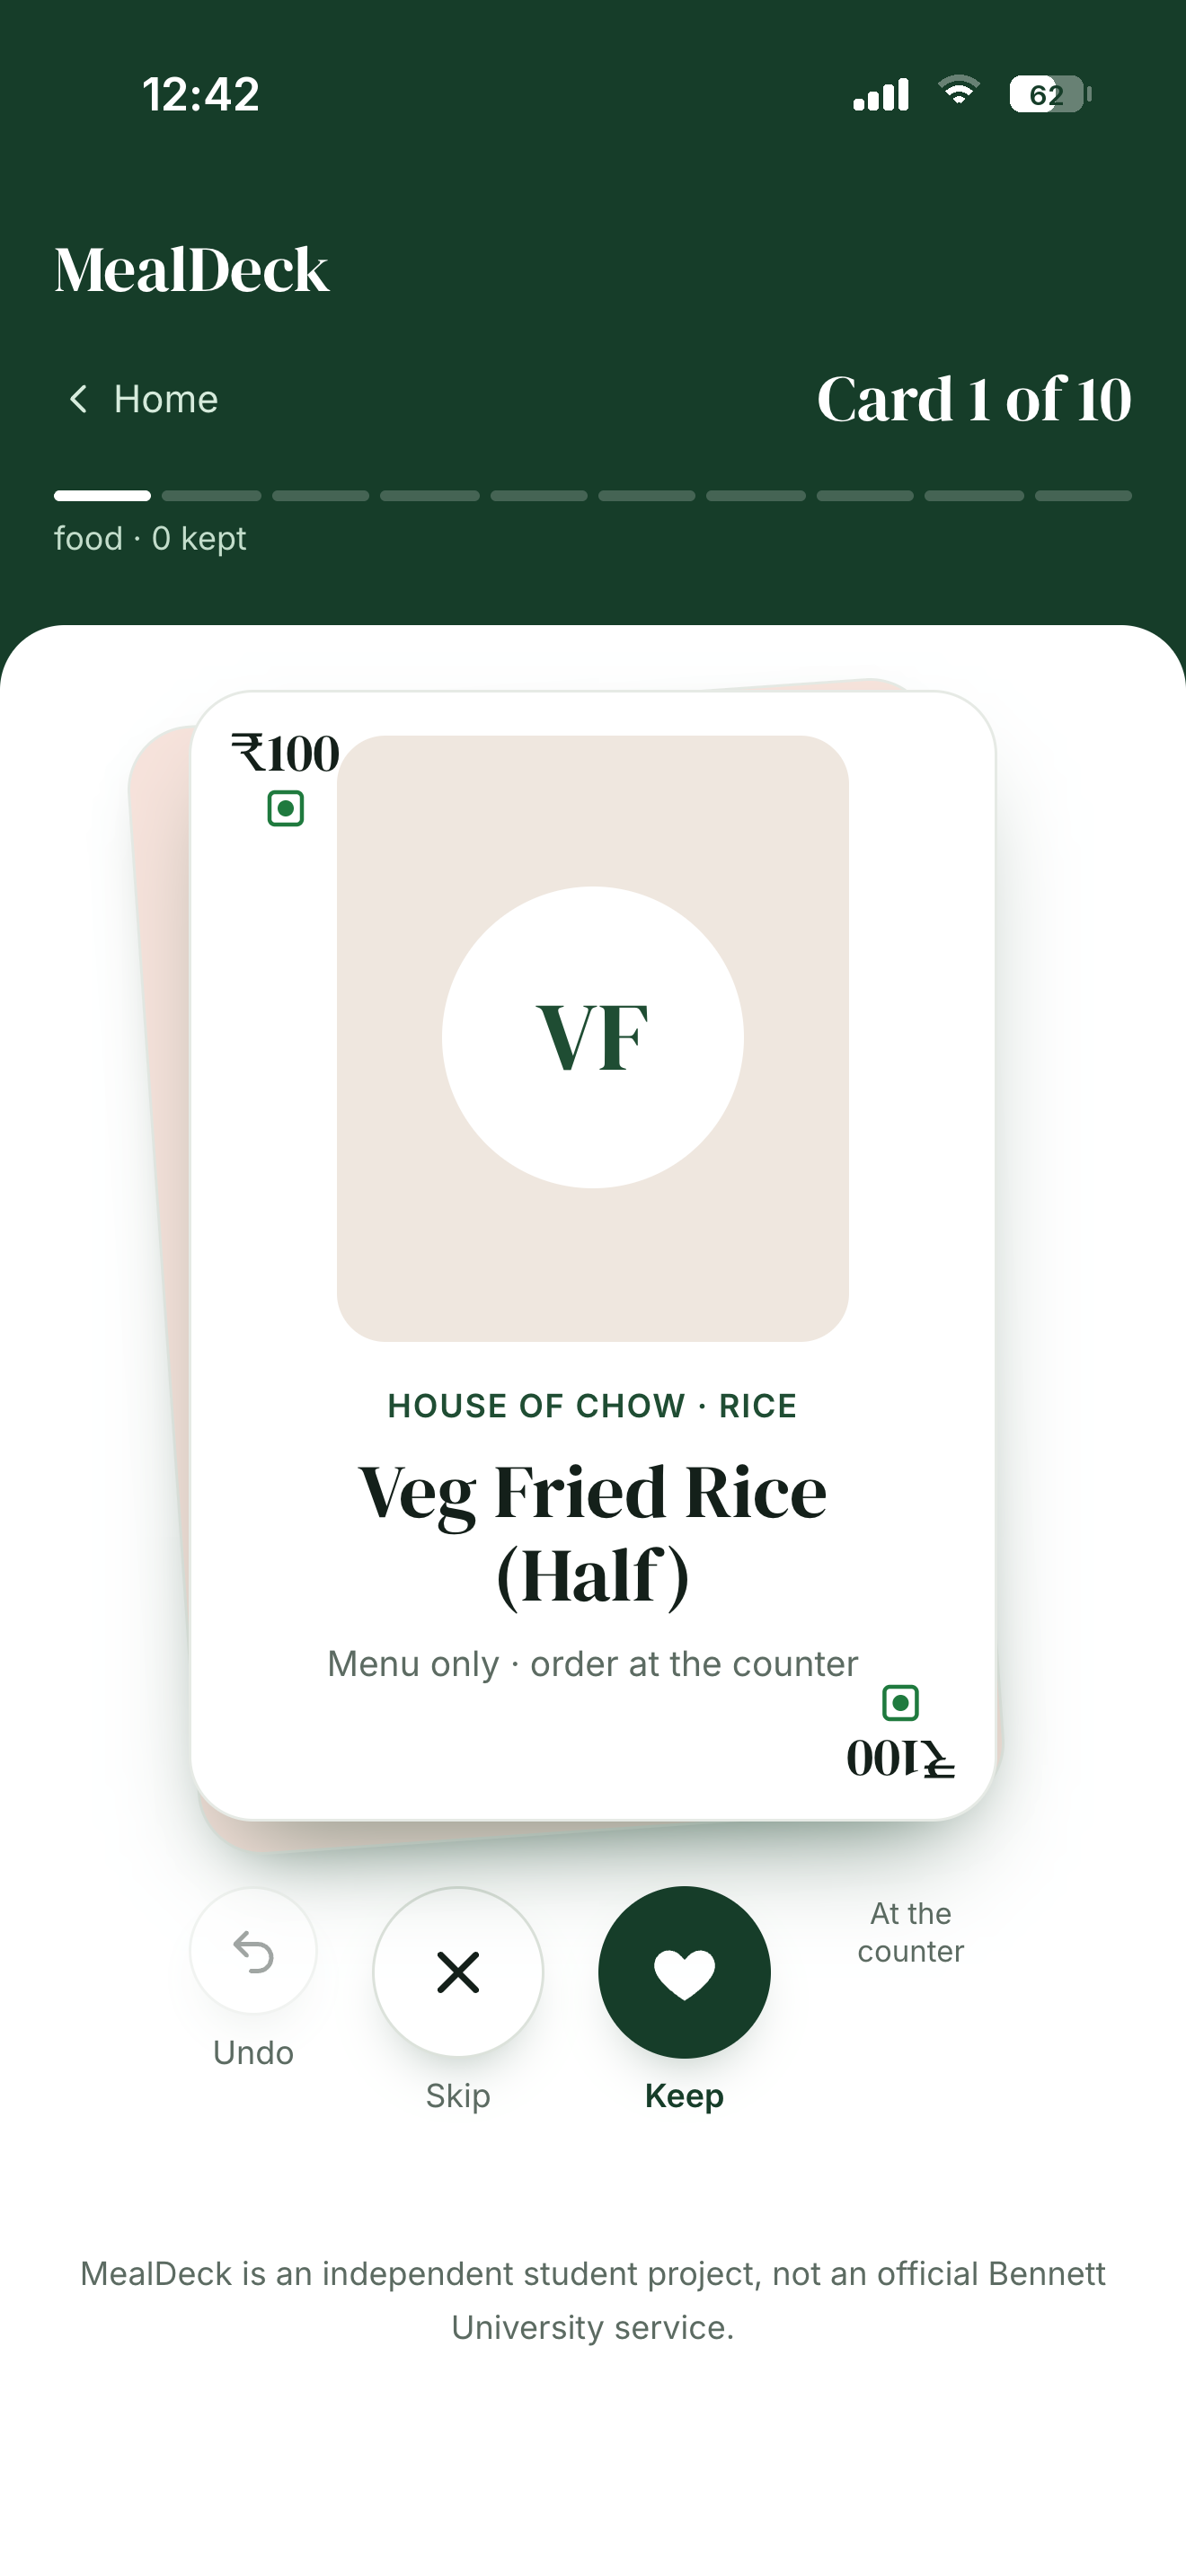 12:42
62
MealDeck
Home
Card 1 of 10
food · 0 kept
₹100
VF
HOUSE OF CHOW · RICE
Veg Fried Rice
(Half)
Menu only · order at the counter
₹100
Undo
Skip
Keep
At the
counter
MealDeck is an independent student project, not an official Bennett
University service.